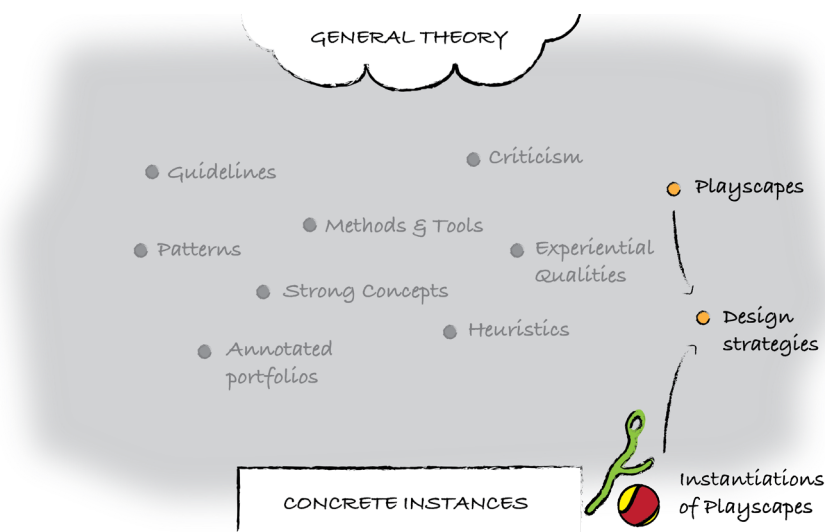 GENERAL THEORY
Criticism
Guidelines
Playscapes
Methods & Tools
Patterns
Experiential
Qualities
Strong Concepts
Design
strategies
Heuristics
Annotated
portfolios
Instantiations
of Playscapes
CONCRETE INSTANCES